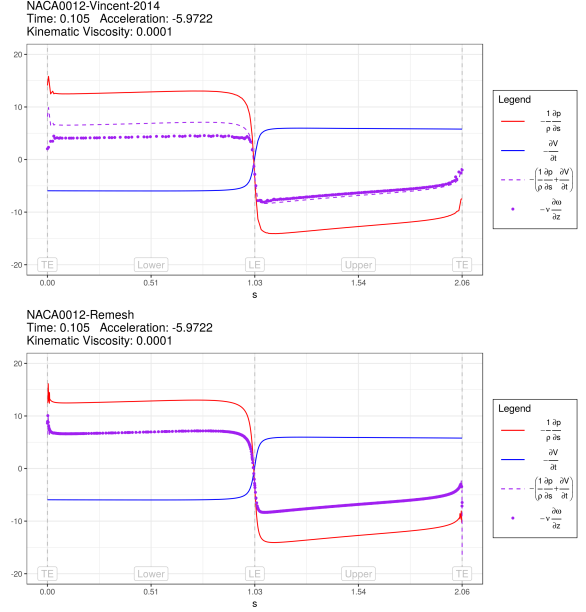 NACA0012-Vincent-2014
Time: 0.105   Acceleration: -5.9722
Kinematic Viscosity: 0.0001
20
10
0
-10
-20
TE Lower LE Upper TE
0.00 0.51 1.03 1.54 2.06
s
Legend
-1/ρ ∂p/∂s
-∂V/∂t
-(1/ρ ∂p/∂s+∂V/∂t)
-ν ∂ω/∂z
NACA0012-Remesh
Time: 0.105   Acceleration: -5.9722
Kinematic Viscosity: 0.0001
20
10
0
-10
-20
TE Lower LE Upper TE
0.00 0.51 1.03 1.54 2.06
s
Legend
-1/ρ ∂p/∂s
-∂V/∂t
-(1/ρ ∂p/∂s+∂V/∂t)
-ν ∂ω/∂z